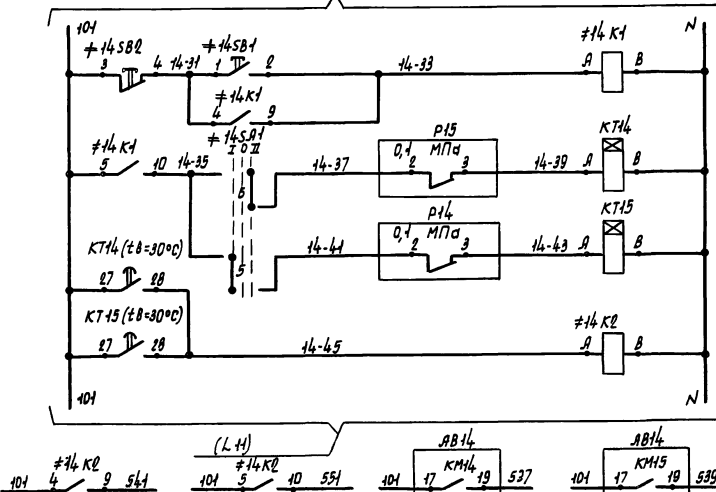 101 N
≠14SB2 ≠14SB1 ≠14K1
3 4 14-31 1 2 14-33 A B
≠14K1
4 9
≠14SA1
I O II
≠14K1 P15 KT14
5 10 14-35 6 14-37 0,1 МПа 2 3 14-39 A B
P14 KT15
5 14-41 0,1 МПа 2 3 14-43 A B
KT14 (tв=30°C)
27 28
KT15 (tв=30°C) ≠14K2
27 28 14-45 A B
101 N
(L11) ЯВ14 ЯВ14
≠14K2 ≠14K2 KM14 KM15
101 4 9 541 101 5 10 551 101 17 19 537 101 17 19 539